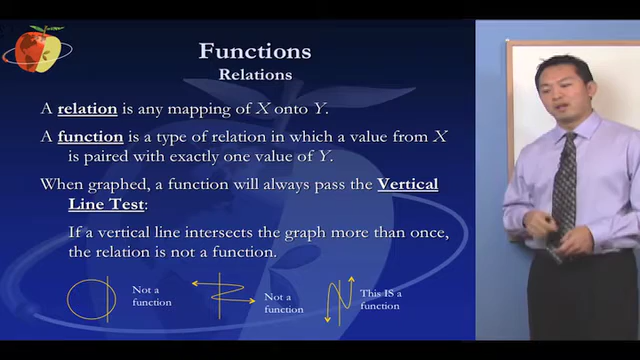 Functions
Relations
A relation is any mapping of X onto Y.
A function is a type of relation in which a value from X
is paired with exactly one value of Y.
When graphed, a function will always pass the Vertical
Line Test:
If a vertical line intersects the graph more than once,
the relation is not a function.
Not a
function
Not a
function
This IS a
function